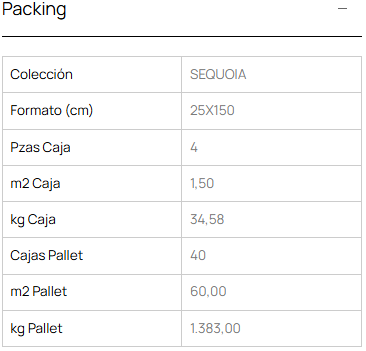 Packing
Colección SEQUOIA
Formato (cm) 25X150
Pzas Caja 4
m2 Caja 1,50
kg Caja 34,58
Cajas Pallet 40
m2 Pallet 60,00
kg Pallet 1.383,00